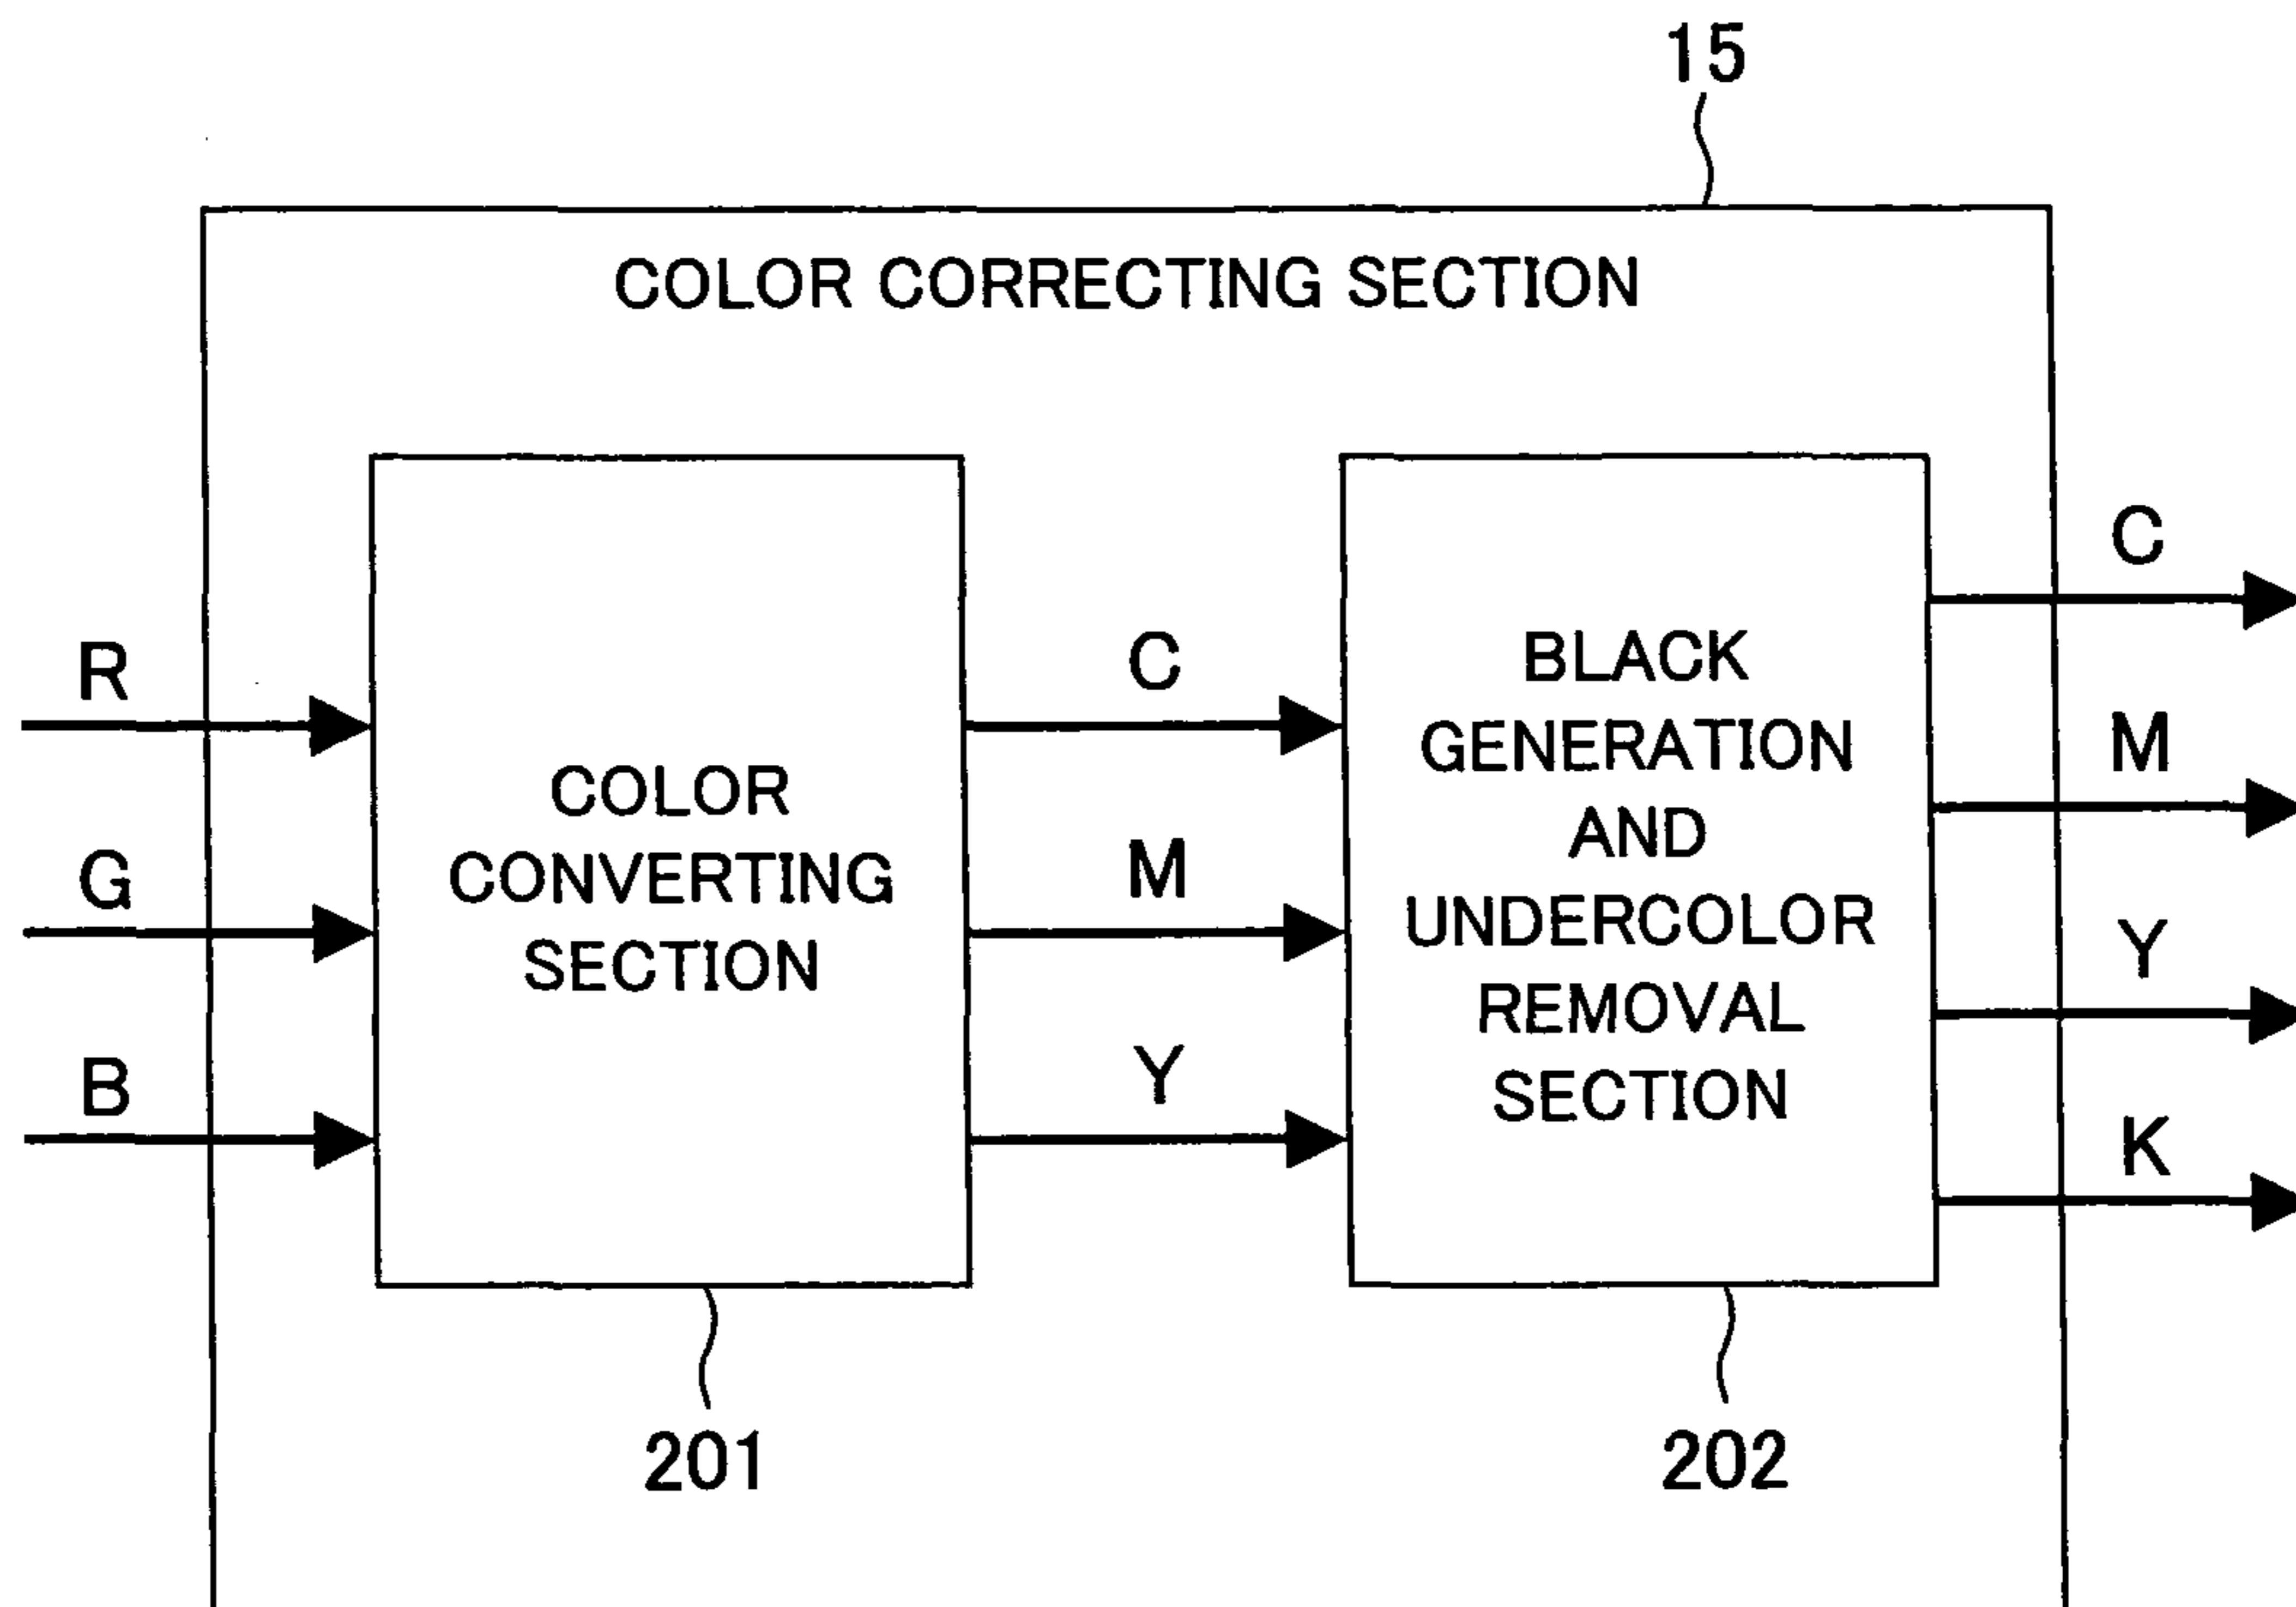 15
COLOR CORRECTING SECTION
R
G
B
COLOR
CONVERTING
SECTION
201
C
M
Y
BLACK
GENERATION
AND
UNDERCOLOR
REMOVAL
SECTION
202
C
M
Y
K